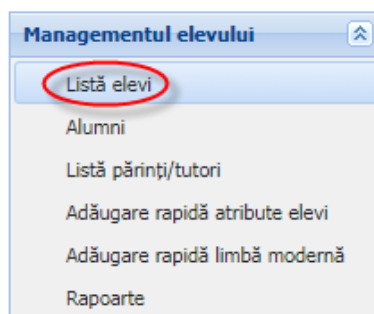 Managementul elevului
Listă elevi
Alumni
Listă părinți/tutori
Adăugare rapidă atribute elevi
Adăugare rapidă limbă modernă
Rapoarte